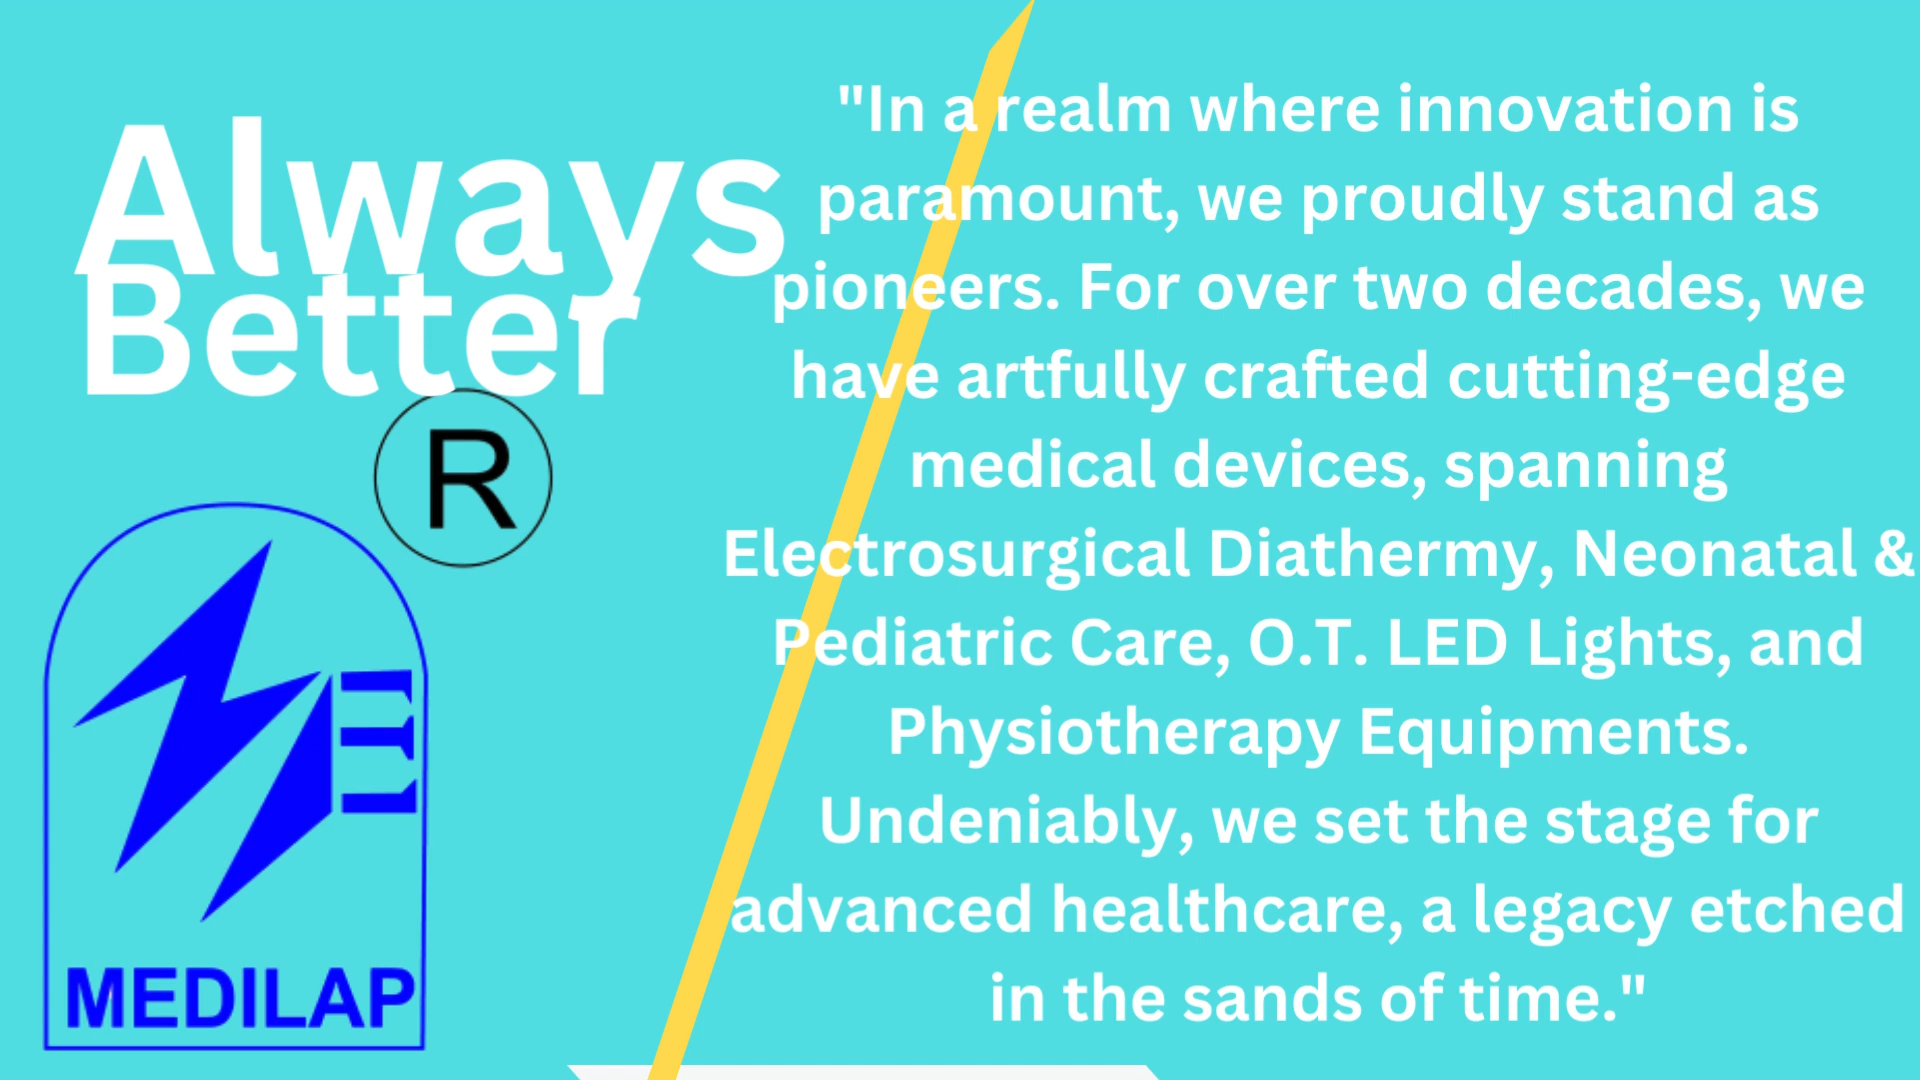 Always
Better
R
MEDILAP
"In a realm where innovation is
paramount, we proudly stand as
pioneers. For over two decades, we
have artfully crafted cutting-edge
medical devices, spanning
Electrosurgical Diathermy, Neonatal &
Pediatric Care, O.T. LED Lights, and
Physiotherapy Equipments.
Undeniably, we set the stage for
advanced healthcare, a legacy etched
in the sands of time."